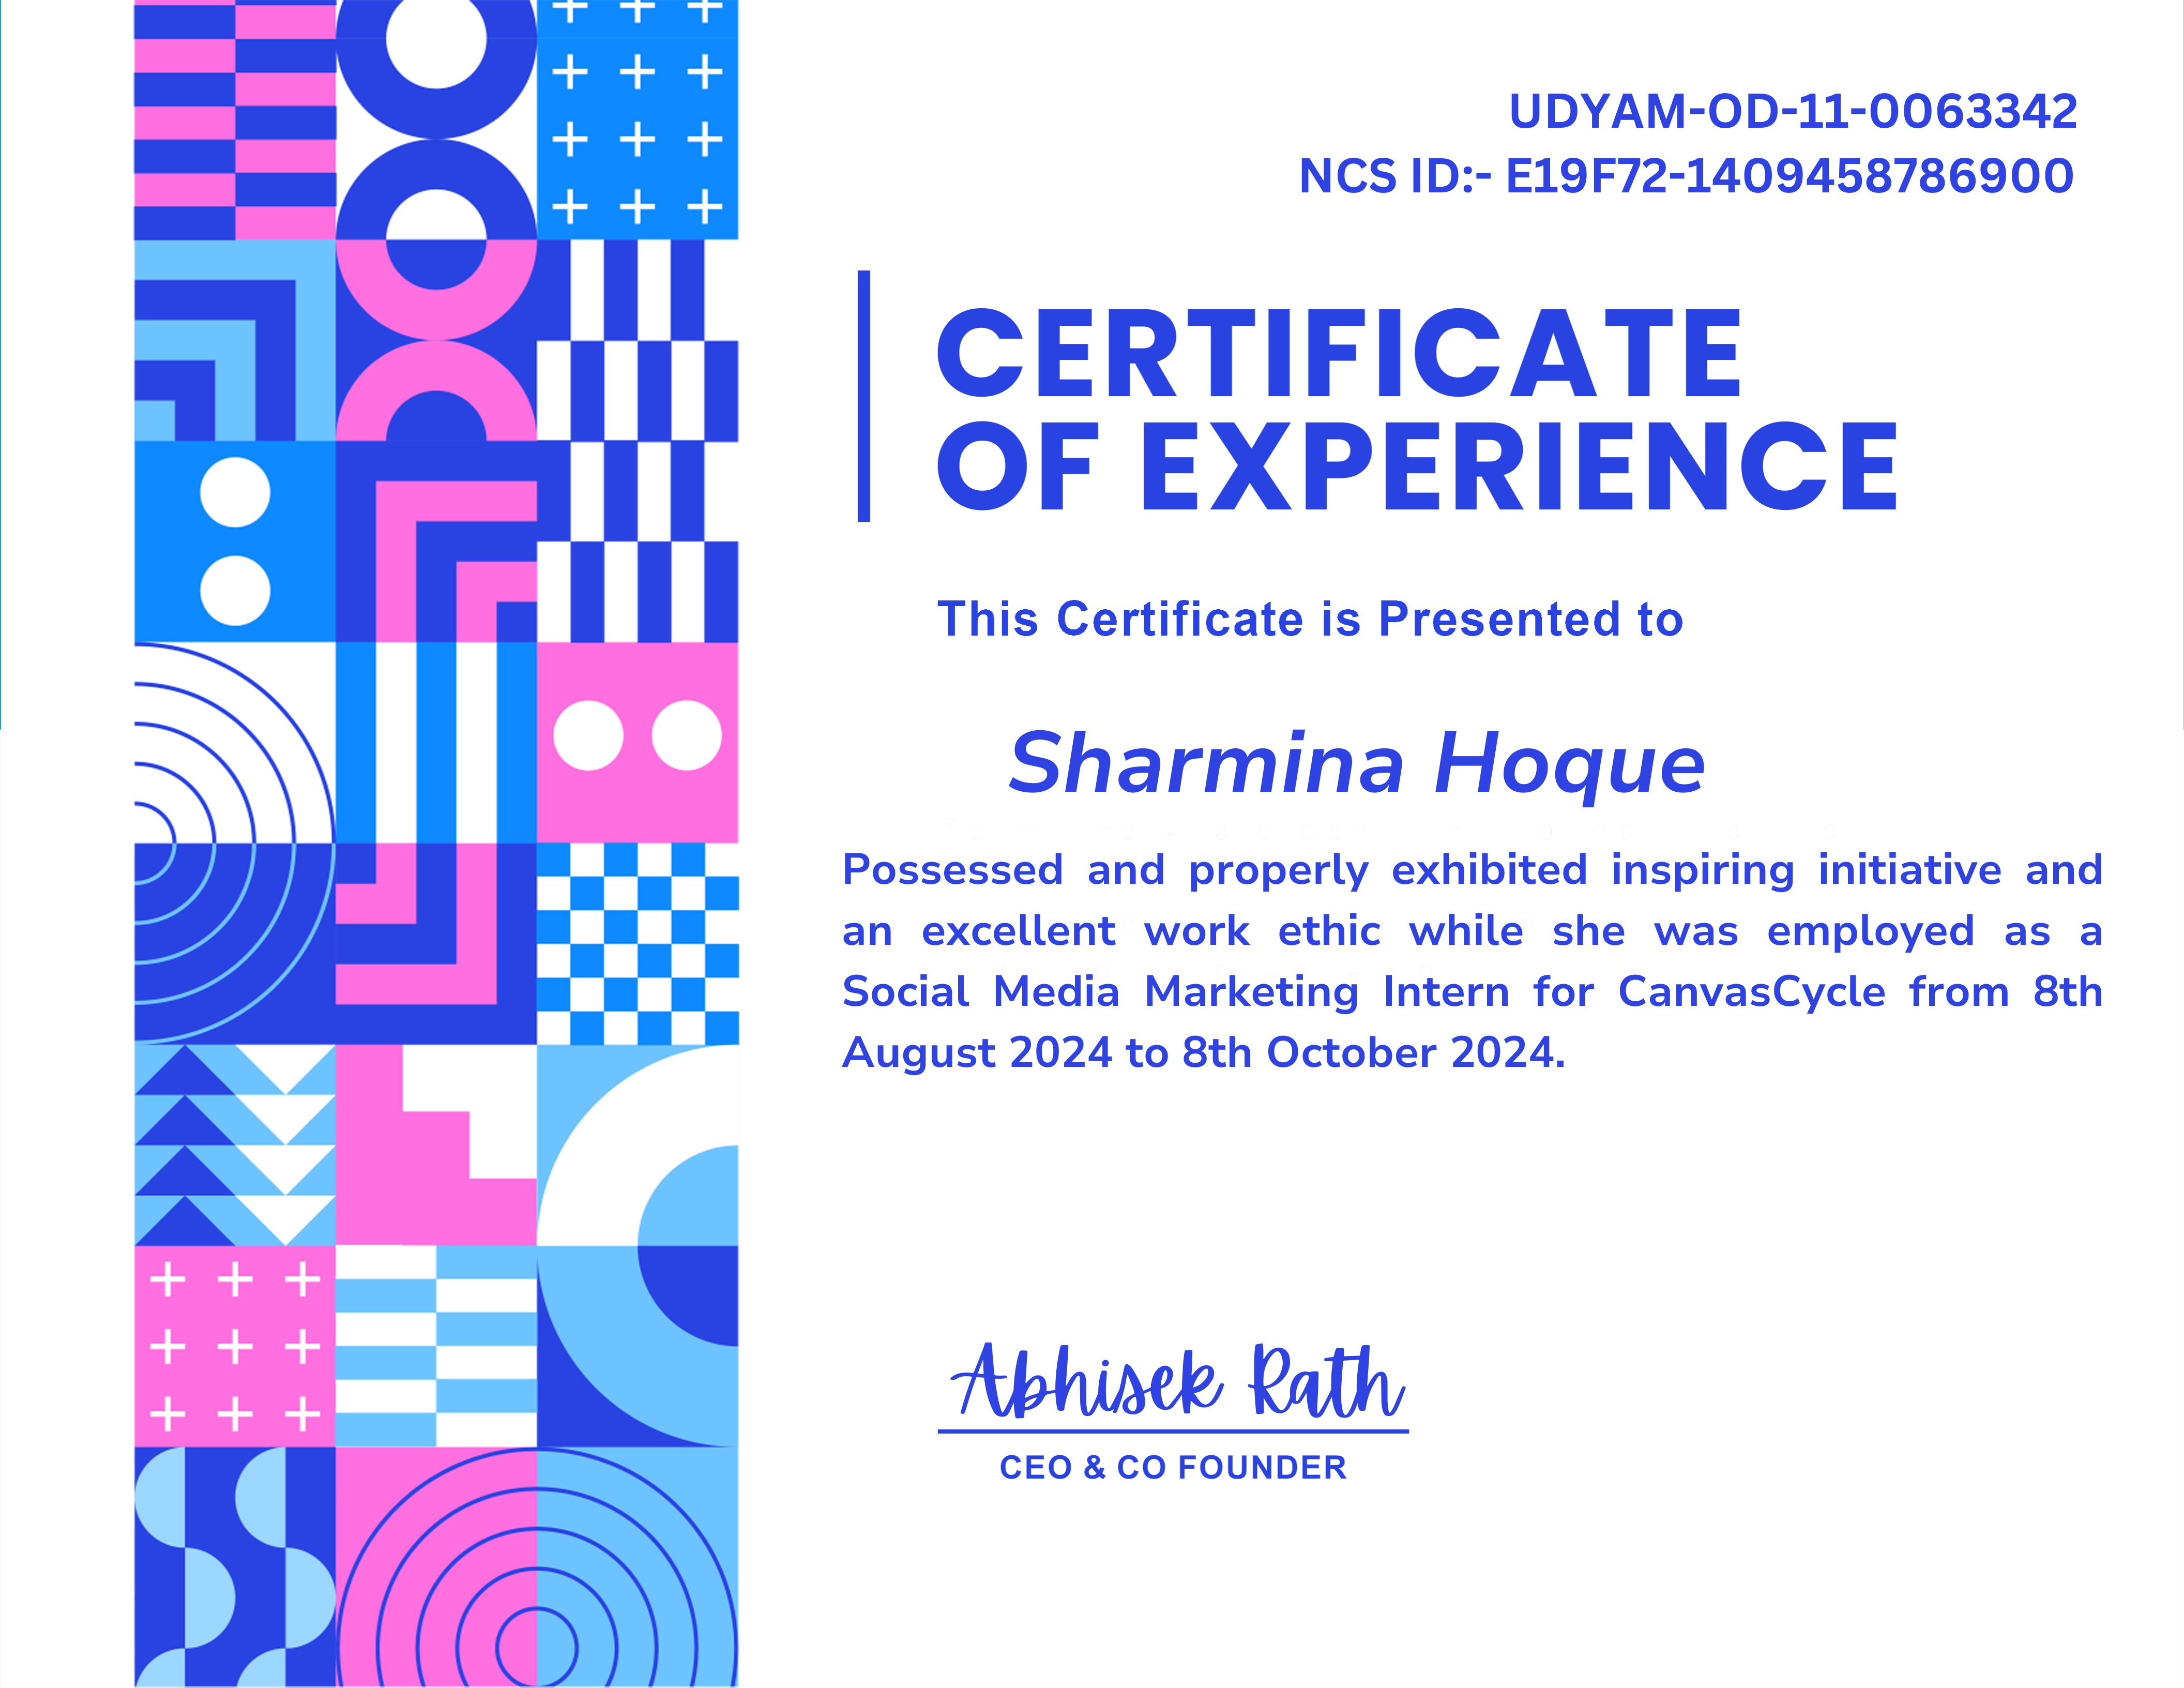 UDYAM-OD-11-0063342
NCS ID:- E19F72-1409458786900
CERTIFICATE
OF EXPERIENCE
This Certificate is Presented to
Sharmina Hoque
Possessed and properly exhibited inspiring initiative and
an excellent work ethic while she was employed as a
Social Media Marketing Intern for CanvasCycle from 8th
August 2024 to 8th October 2024.
Abhisek Rath
CEO & CO FOUNDER